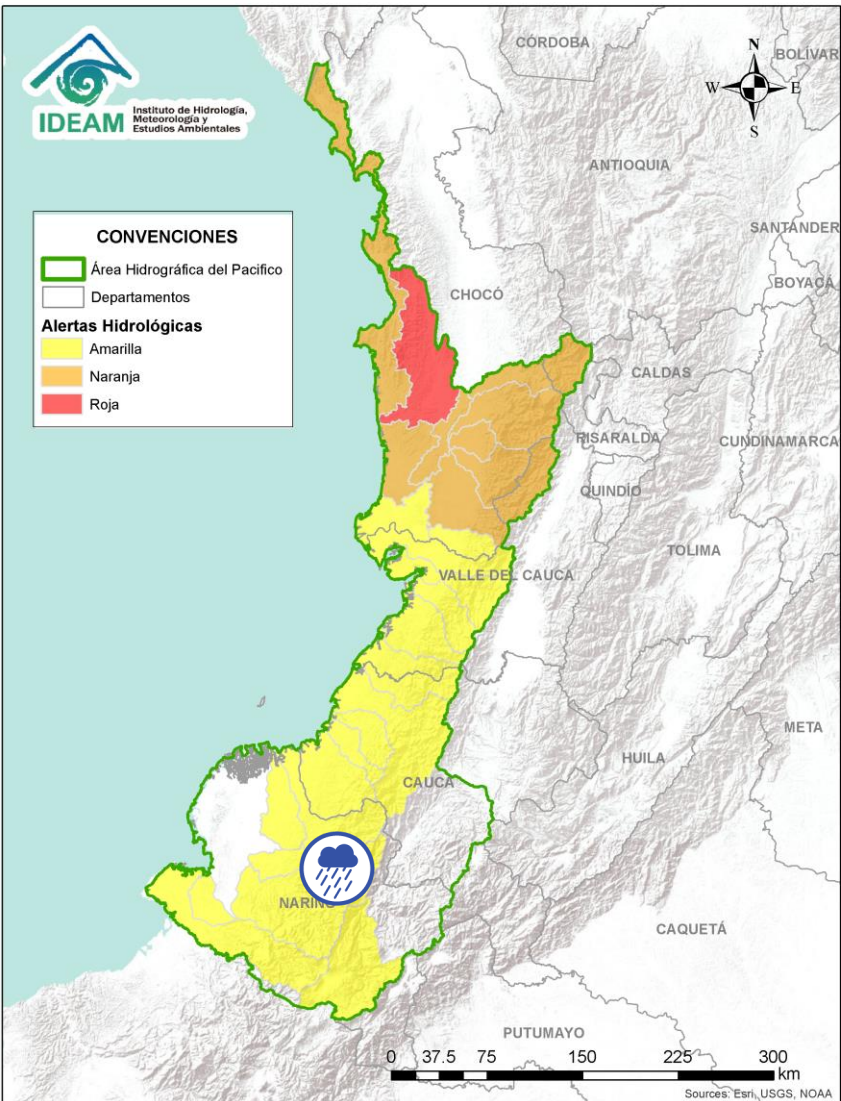 IDEAM
Instituto de Hidrología,
Meteorología y
Estudios Ambientales
N
W
E
S
CÓRDOBA
BOLIVAR
ANTIOQUIA
SANTANDER
BOYACÁ
CHOCÓ
CALDAS
RISARALDA
CUNDINAMARCA
QUINDÍO
TOLIMA
VALLE DEL CAUCA
META
HUILA
CAUCA
NARIÑO
CAQUETÁ
PUTUMAYO
CONVENCIONES
Área Hidrográfica del Pacifico
Departamentos
Alertas Hidrológicas
Amarilla
Naranja
Roja
0 37.5 75 150 225 300
km
Sources: Esri, USGS, NOAA